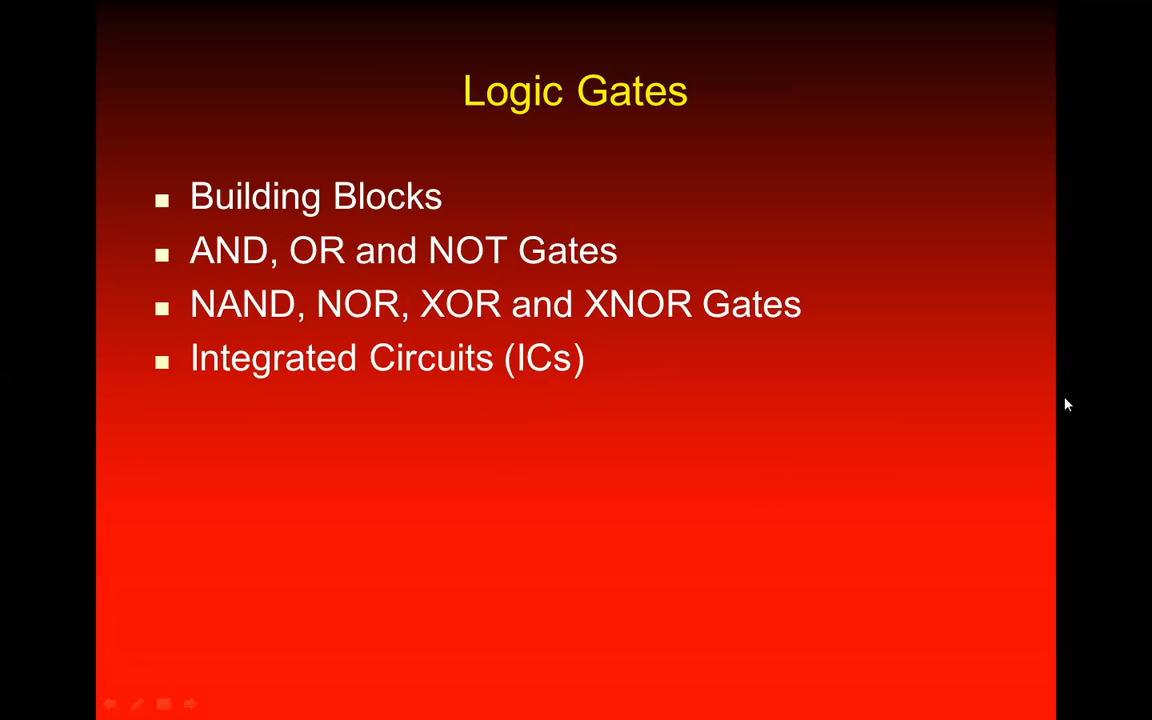 Logic Gates
Building Blocks
AND, OR and NOT Gates
NAND, NOR, XOR and XNOR Gates
Integrated Circuits (ICs)